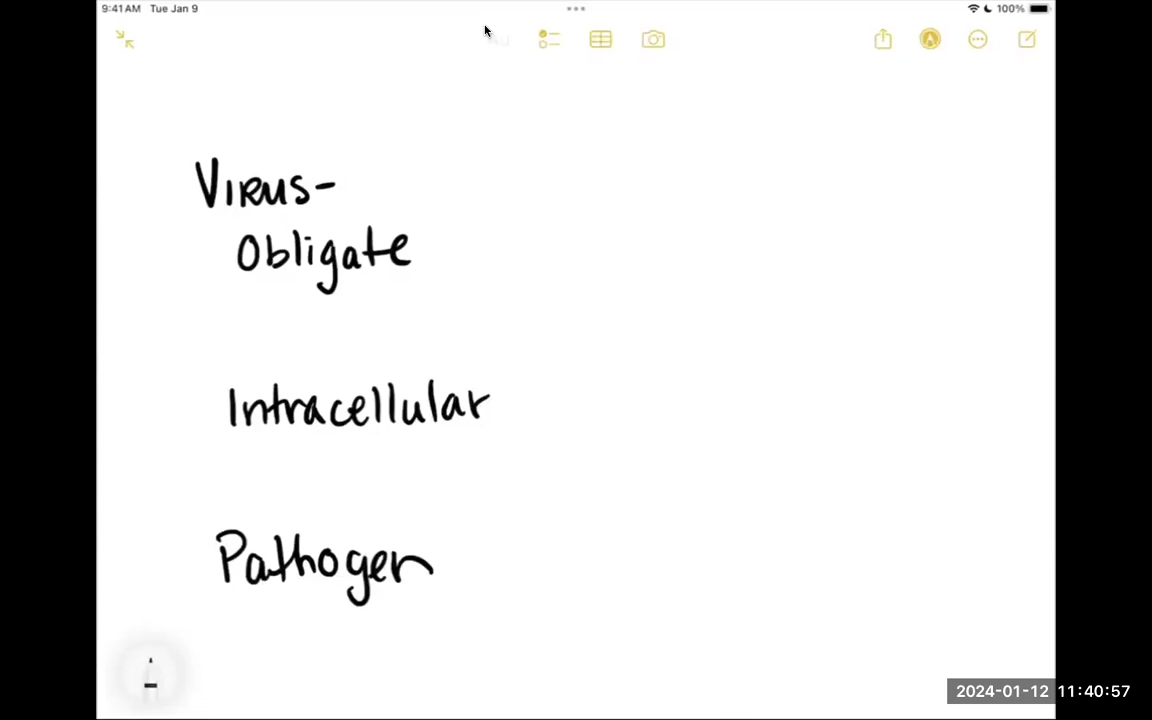 9:41 AM Tue Jan 9
100%
VIRUS-
Obligate
Intracellular
Pathogen
2024-01-12 11:40:57